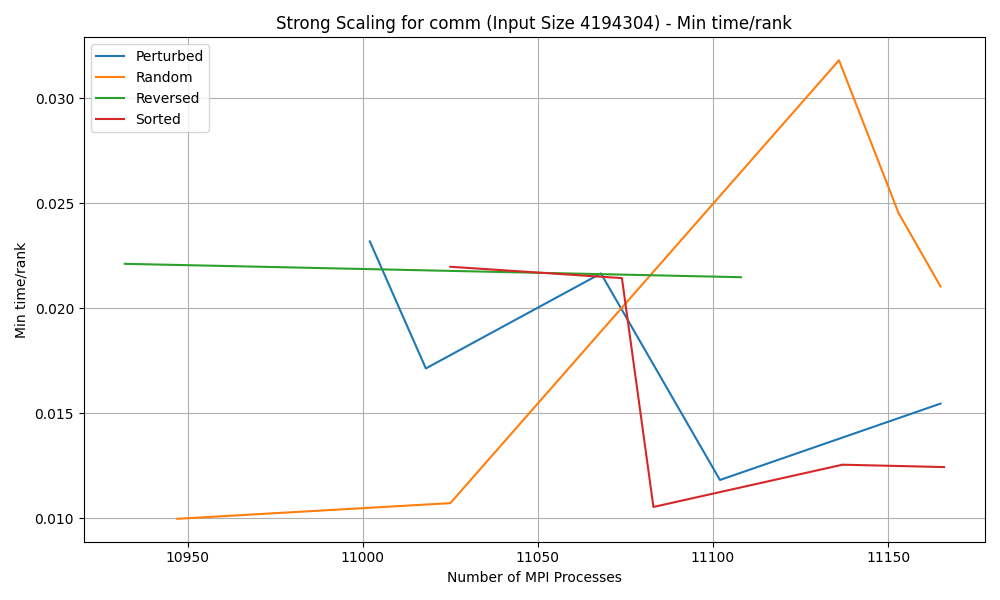 Strong Scaling for comm (Input Size 4194304) - Min time/rank
Perturbed
Random
Reversed
Sorted
0.030
0.025
0.020
0.015
0.010
Min time/rank
10950
11000
11050
11100
11150
Number of MPI Processes